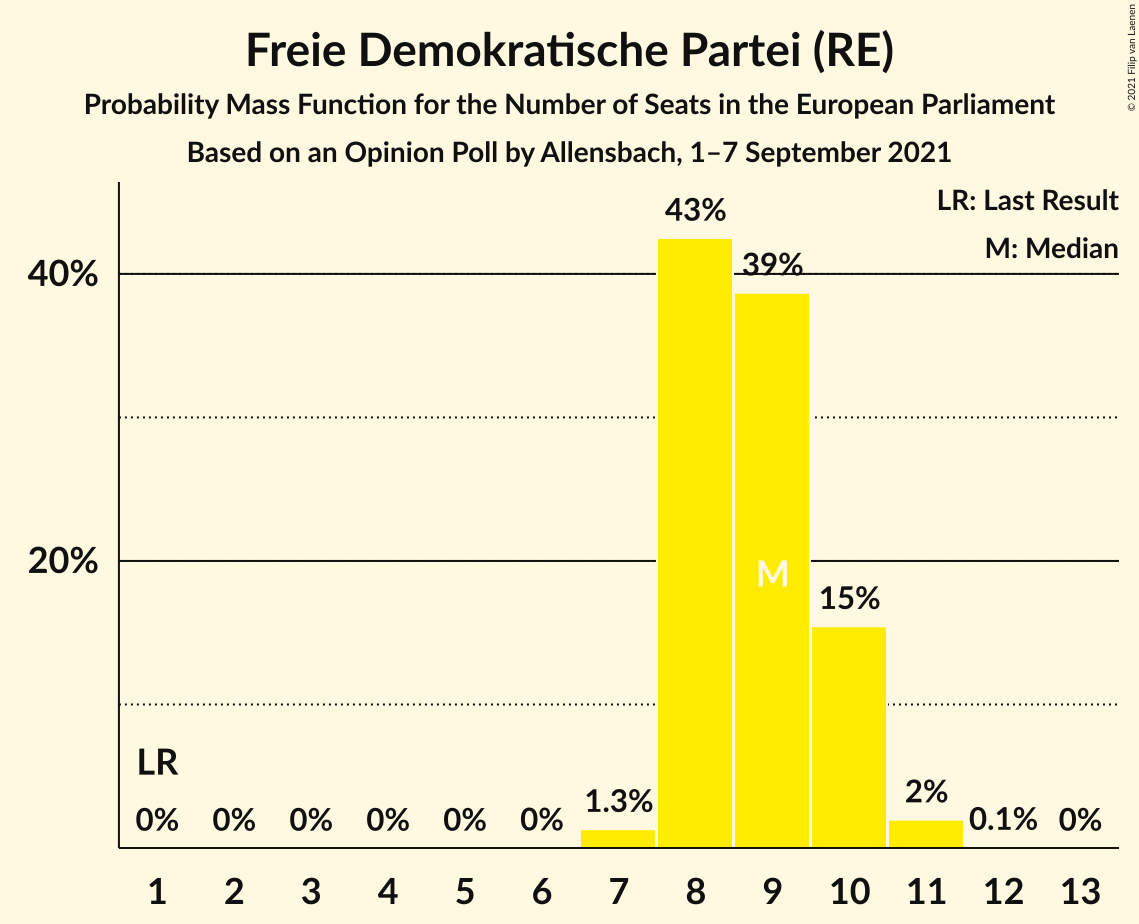 Freie Demokratische Partei (RE)
Probability Mass Function for the Number of Seats in the European Parliament
Based on an Opinion Poll by Allensbach, 1–7 September 2021
© 2021 Filip van Laenen
LR: Last Result
M: Median
43%
39%
40%
M
20%
15%
LR
0% 0% 0% 0% 0% 0% 1.3% 2% 0.1% 0%
1 2 3 4 5 6 7 8 9 10 11 12 13